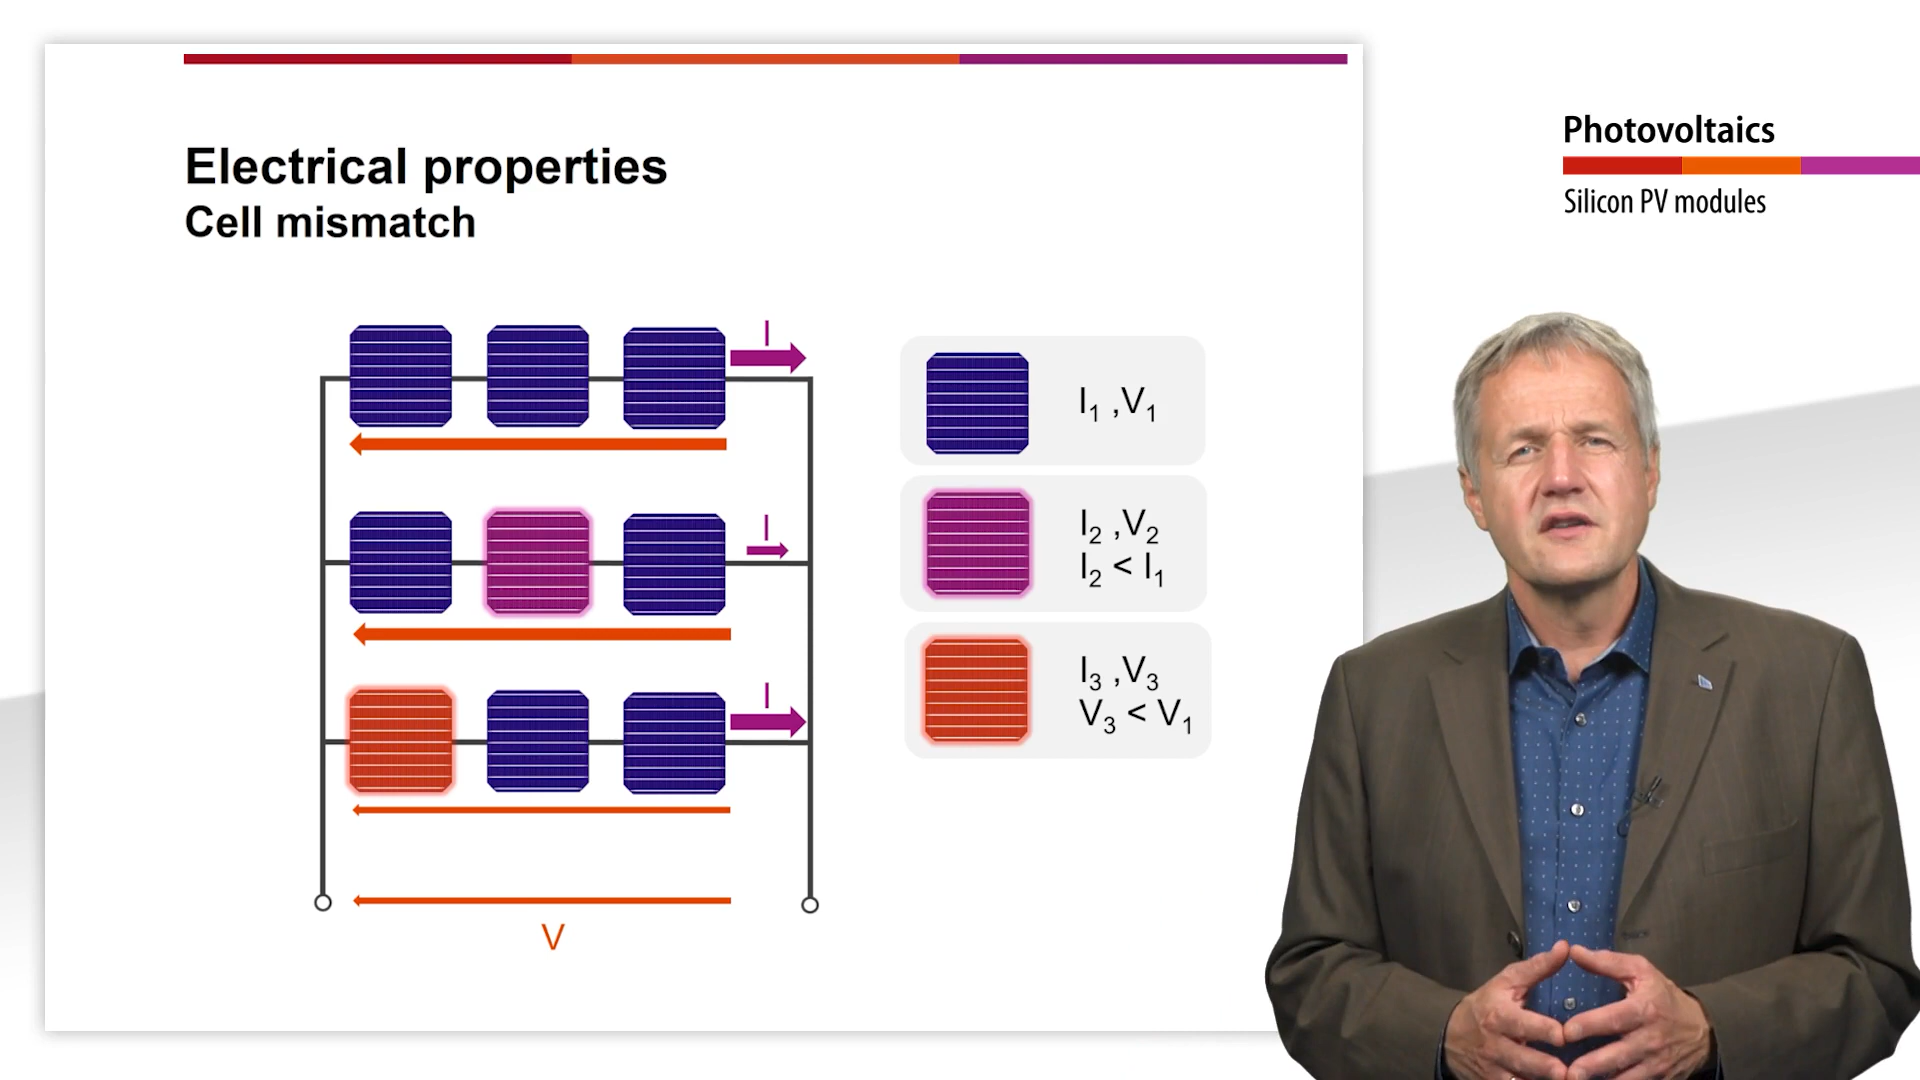 Electrical properties
Cell mismatch
I
I
I
V
I₁ ,V₁
I₂ ,V₂
I₂ < I₁
I₃ ,V₃
V₃ < V₁
Photovoltaics
Silicon PV modules